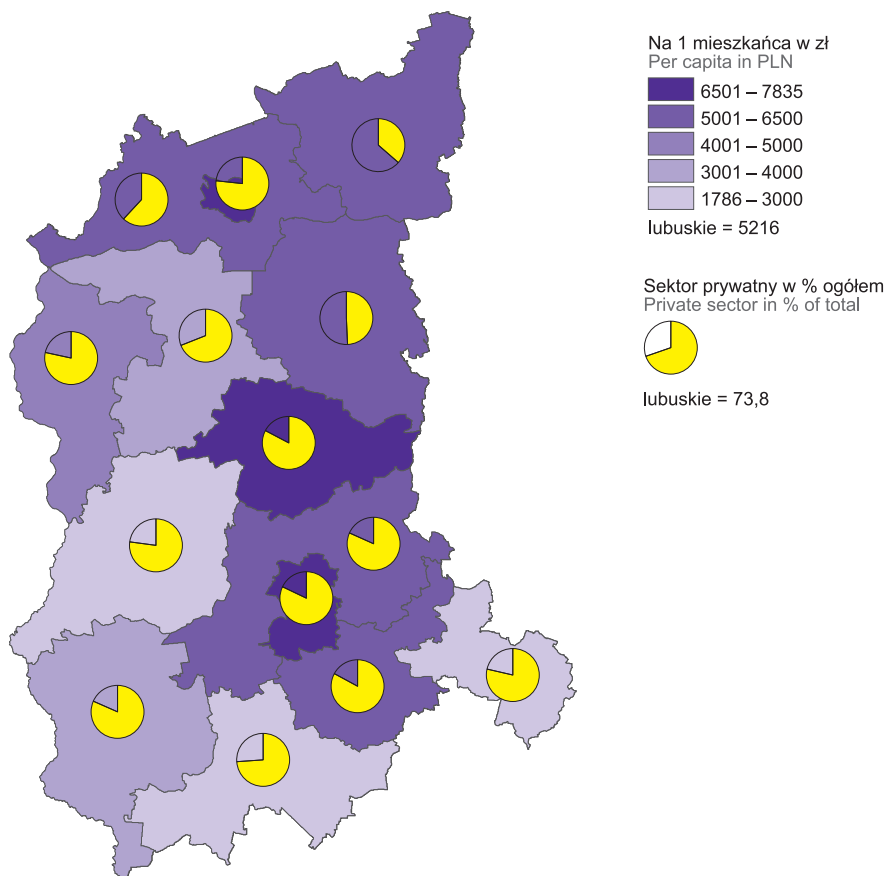 Na 1 mieszkańca w zł
Per capita in PLN
6501 – 7835
5001 – 6500
4001 – 5000
3001 – 4000
1786 – 3000
lubuskie = 5216
Sektor prywatny w % ogółem
Private sector in % of total
lubuskie = 73,8